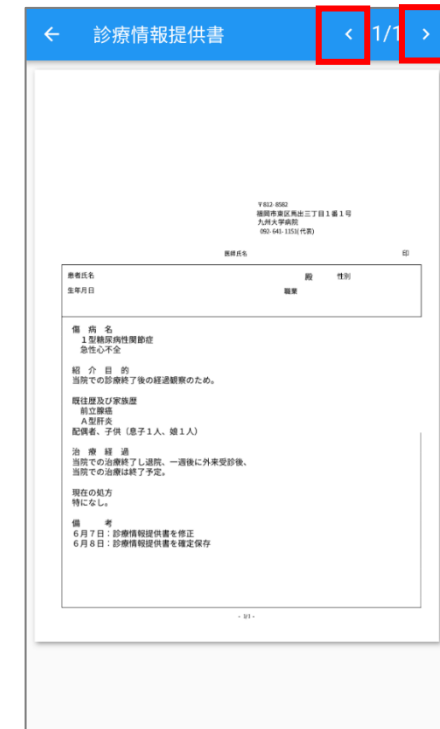 ← 診療情報提供書 < 1/1 >
〒812-8582
福岡市東区馬出三丁目1番1号
九州大学病院
092-641-1151(代表)
医師氏名 印
患者氏名 殿 性別
生年月日 職業
傷 病 名
1型糖尿病性関節症
急性心不全
紹 介 目 的
当院での診療終了後の経過観察のため。
既往歴及び家族歴
前立腺癌
A型肝炎
配偶者、子供(息子1人、娘1人)
治 療 経 過
当院での治療終了し退院、一週後に外来受診後、
当院での治療は終了予定。
現在の処方
特になし。
備 考
6月7日:診療情報提供書を修正
6月8日:診療情報提供書を確定保存
- 1/1 -